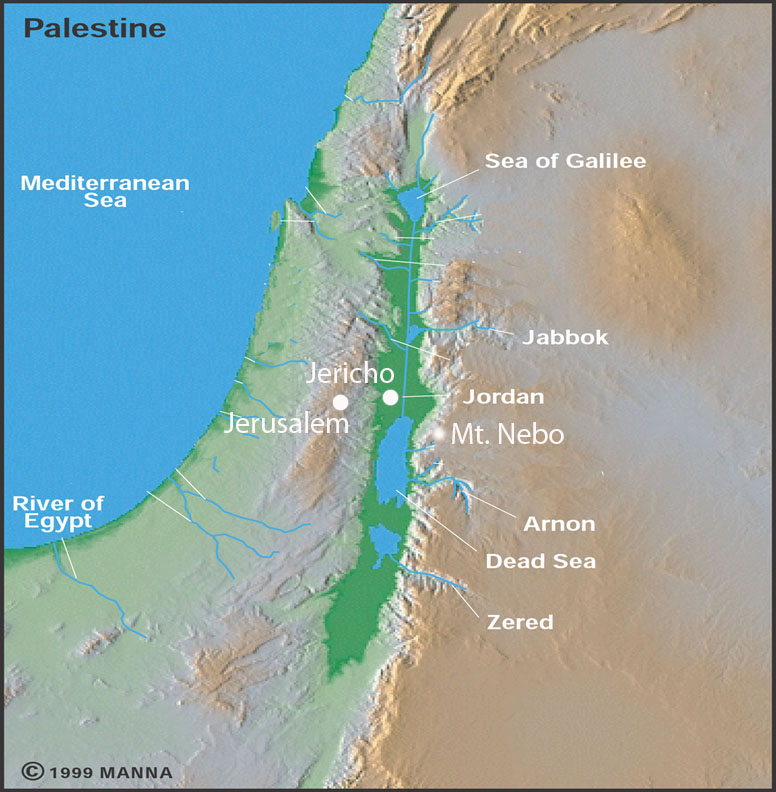 Palestine
Sea of Galilee
Mediterranean
Sea
Jabbok
Jericho
Jordan
Jerusalem
Mt. Nebo
River of
Egypt
Arnon
Dead Sea
Zered
© 1999 MANNA